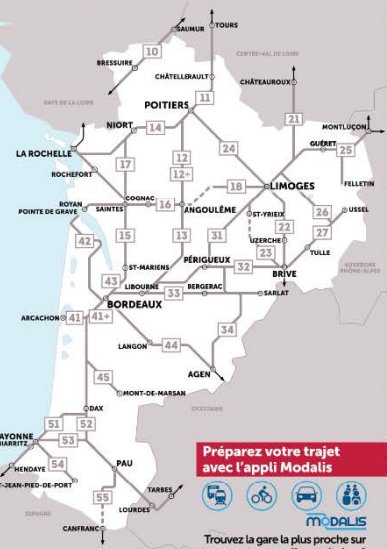 SAUMUR
TOURS
10
BRESSUIRE
CENTRE-VAL DE LOIRE
CHÂTELLERAULT
CHÂTEAUROUX
11
PAYS DE LA LOIRE
POITIERS
21
MONTLUÇON
NIORT
14
24
GUÉRET
25
LA ROCHELLE
17
12
12+
18
LIMOGES
FELLETIN
ROCHEFORT
COGNAC
16
ROYAN
POINTE DE GRAVE
SAINTES
ANGOULÊME
ST-YRIEIX
26
USSEL
42
15
13
31
22
27
UZERCHE
23
TULLE
ST-MARIENS
PÉRIGUEUX
32
BRIVE
AUVERGNE
RHÔNE-ALPES
43
LIBOURNE
33
BERGERAC
SARLAT
BORDEAUX
ARCACHON
41
41+
34
LANGON
44
AGEN
45
MONT-DE-MARSAN
OCCITANIE
DAX
51
52
AYONNE
BIARRITZ
53
54
HENDAYE
PAU
T-JEAN-PIED-DE-PORT
55
TARBES
LOURDES
ESPAGNE
CANFRANC
Préparez votre trajet
avec l'appli Modalis
MODALIS
Trouvez la gare la plus proche sur